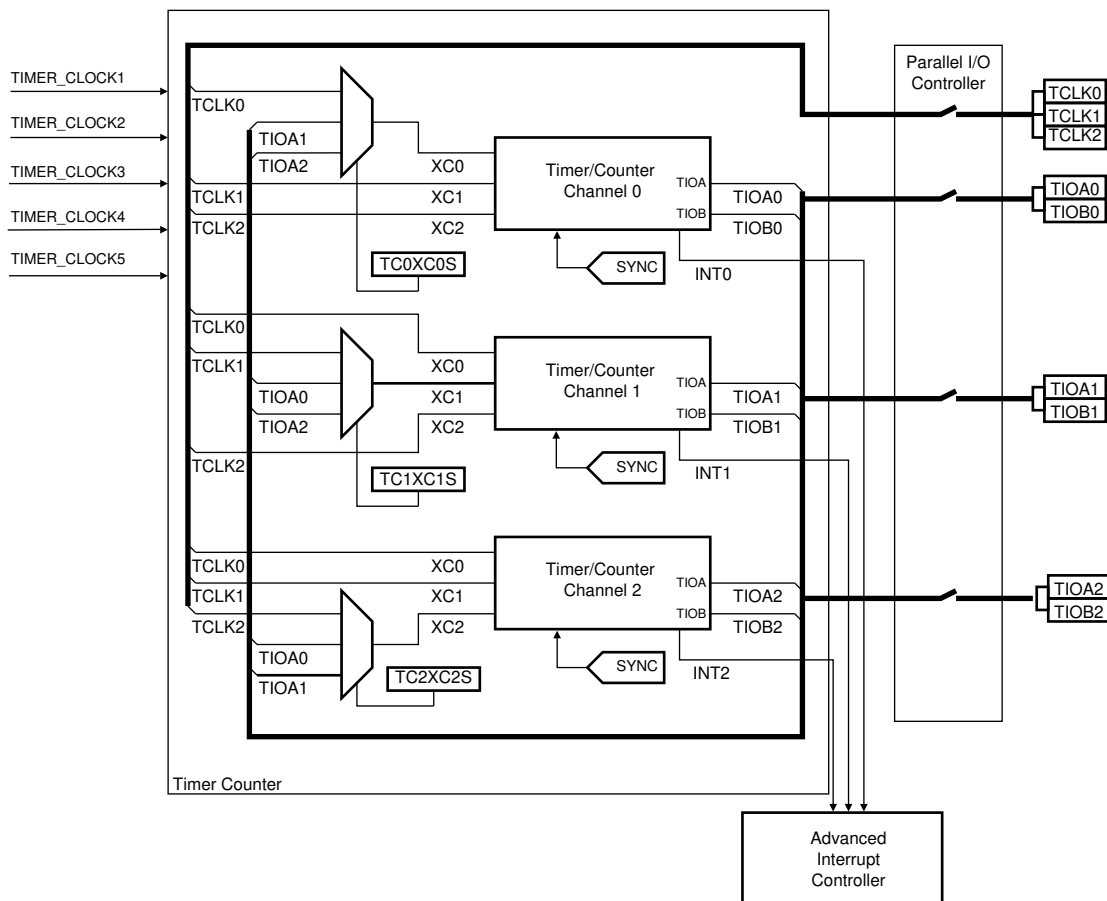 Parallel I/O
Controller
TIMER_CLOCK1
TCLK0
TCLK0
TIMER_CLOCK2
TCLK1
TIOA1
TCLK2
TIOA2
XC0
Timer/Counter
Channel 0
TIMER_CLOCK3
TIOA
TIOA0
TCLK1
XC1
TIOA0
TIMER_CLOCK4
TIOB
TIOB0
TCLK2
XC2
TIOB0
TIMER_CLOCK5
TC0XC0S
SYNC
INT0
TCLK0
TCLK1
XC0
Timer/Counter
Channel 1
TIOA
TIOA1
TIOA0
XC1
TIOA1
TIOB
TIOB1
TIOA2
XC2
TIOB1
TCLK2
TC1XC1S
SYNC
INT1
TCLK0
XC0
Timer/Counter
Channel 2
TIOA
TIOA2
TCLK1
XC1
TIOA2
TIOB
TIOB2
TCLK2
XC2
TIOB2
TIOA0
TIOA1
TC2XC2S
SYNC
INT2
Timer Counter
Advanced
Interrupt
Controller